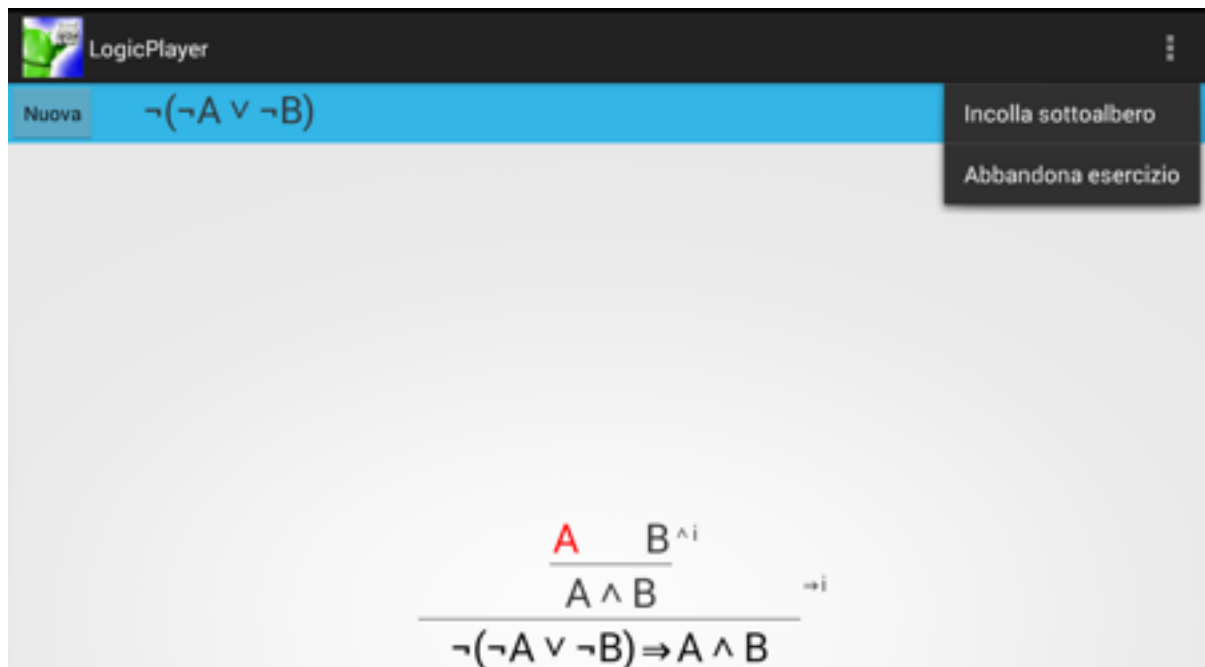 LogicPlayer
Nuova ¬(¬A ∨ ¬B)
Incolla sottoalbero
Abbandona esercizio
A B ∧i
A ∧ B →i
¬(¬A ∨ ¬B)⇒A ∧ B